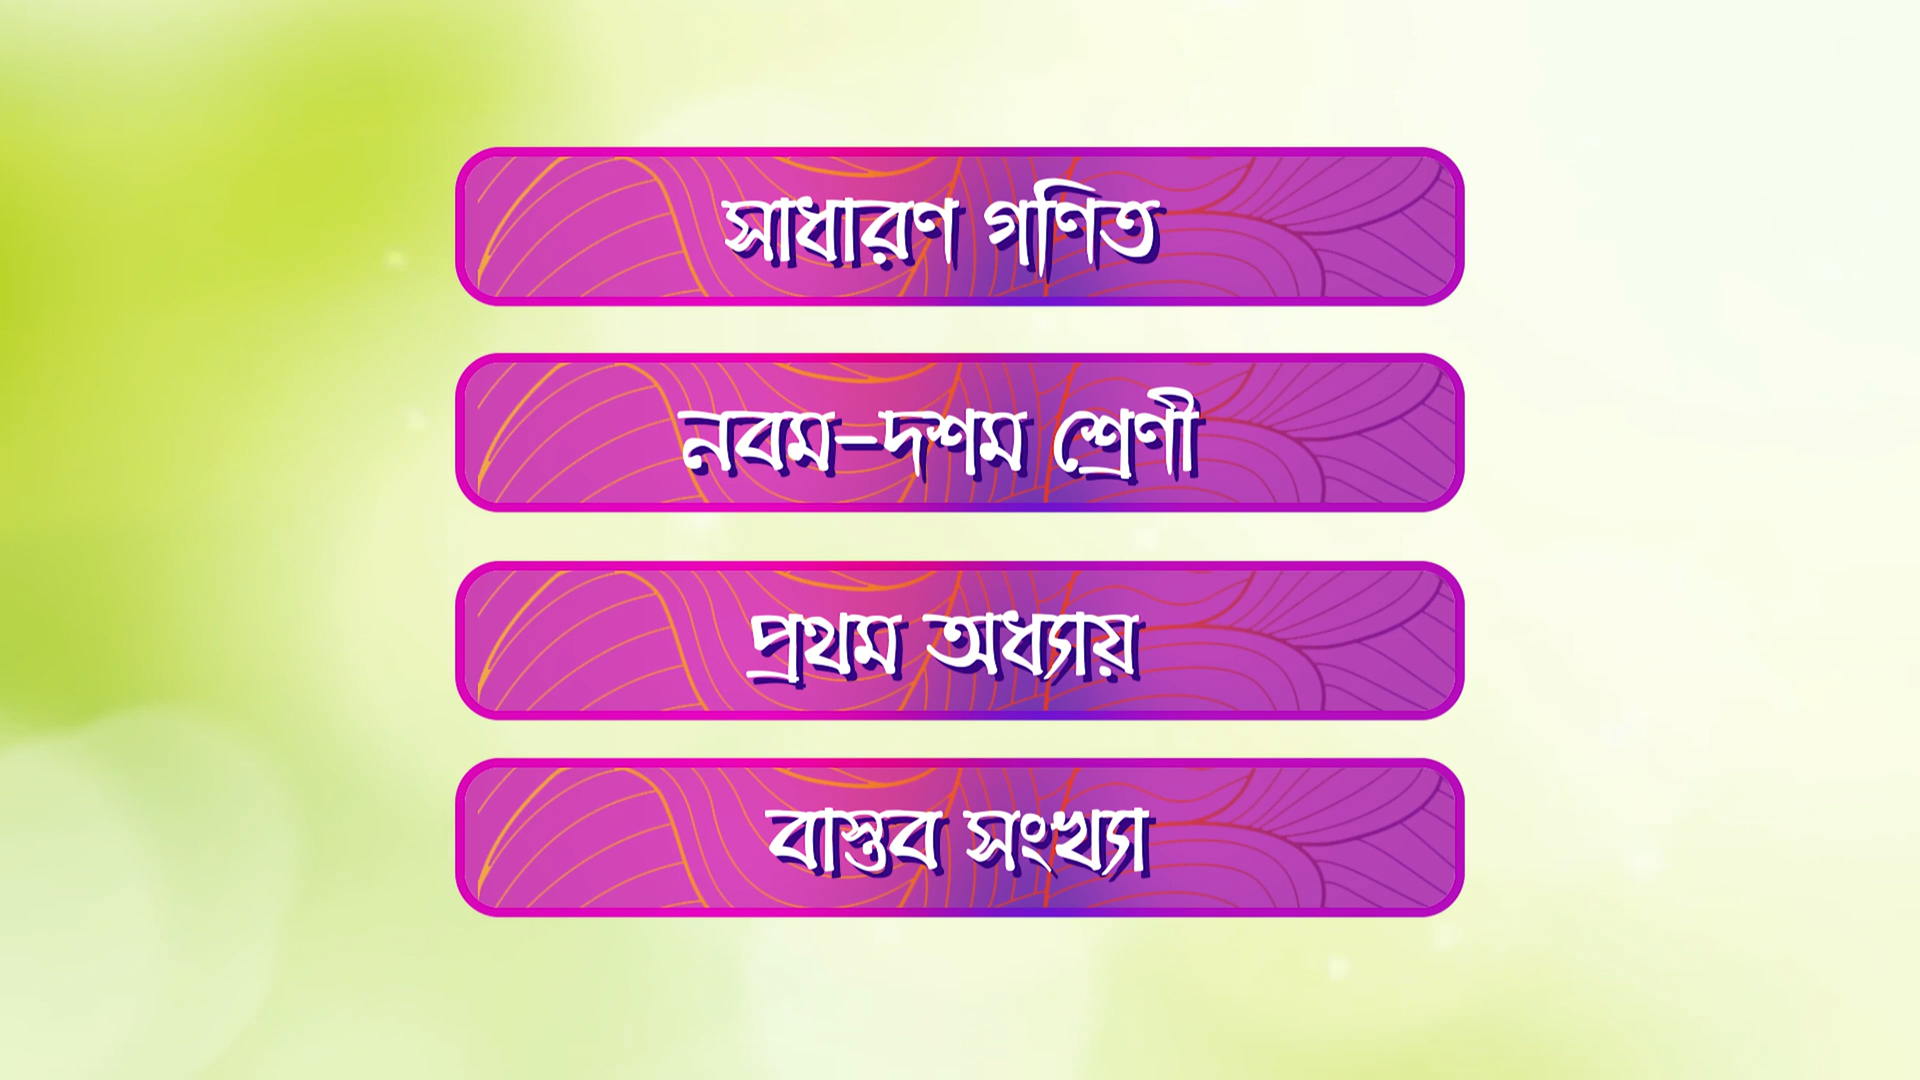 সাধারণ গণিত
নবম-দশম শ্রেণী
প্রথম অধ্যায়
বাস্তব সংখ্যা